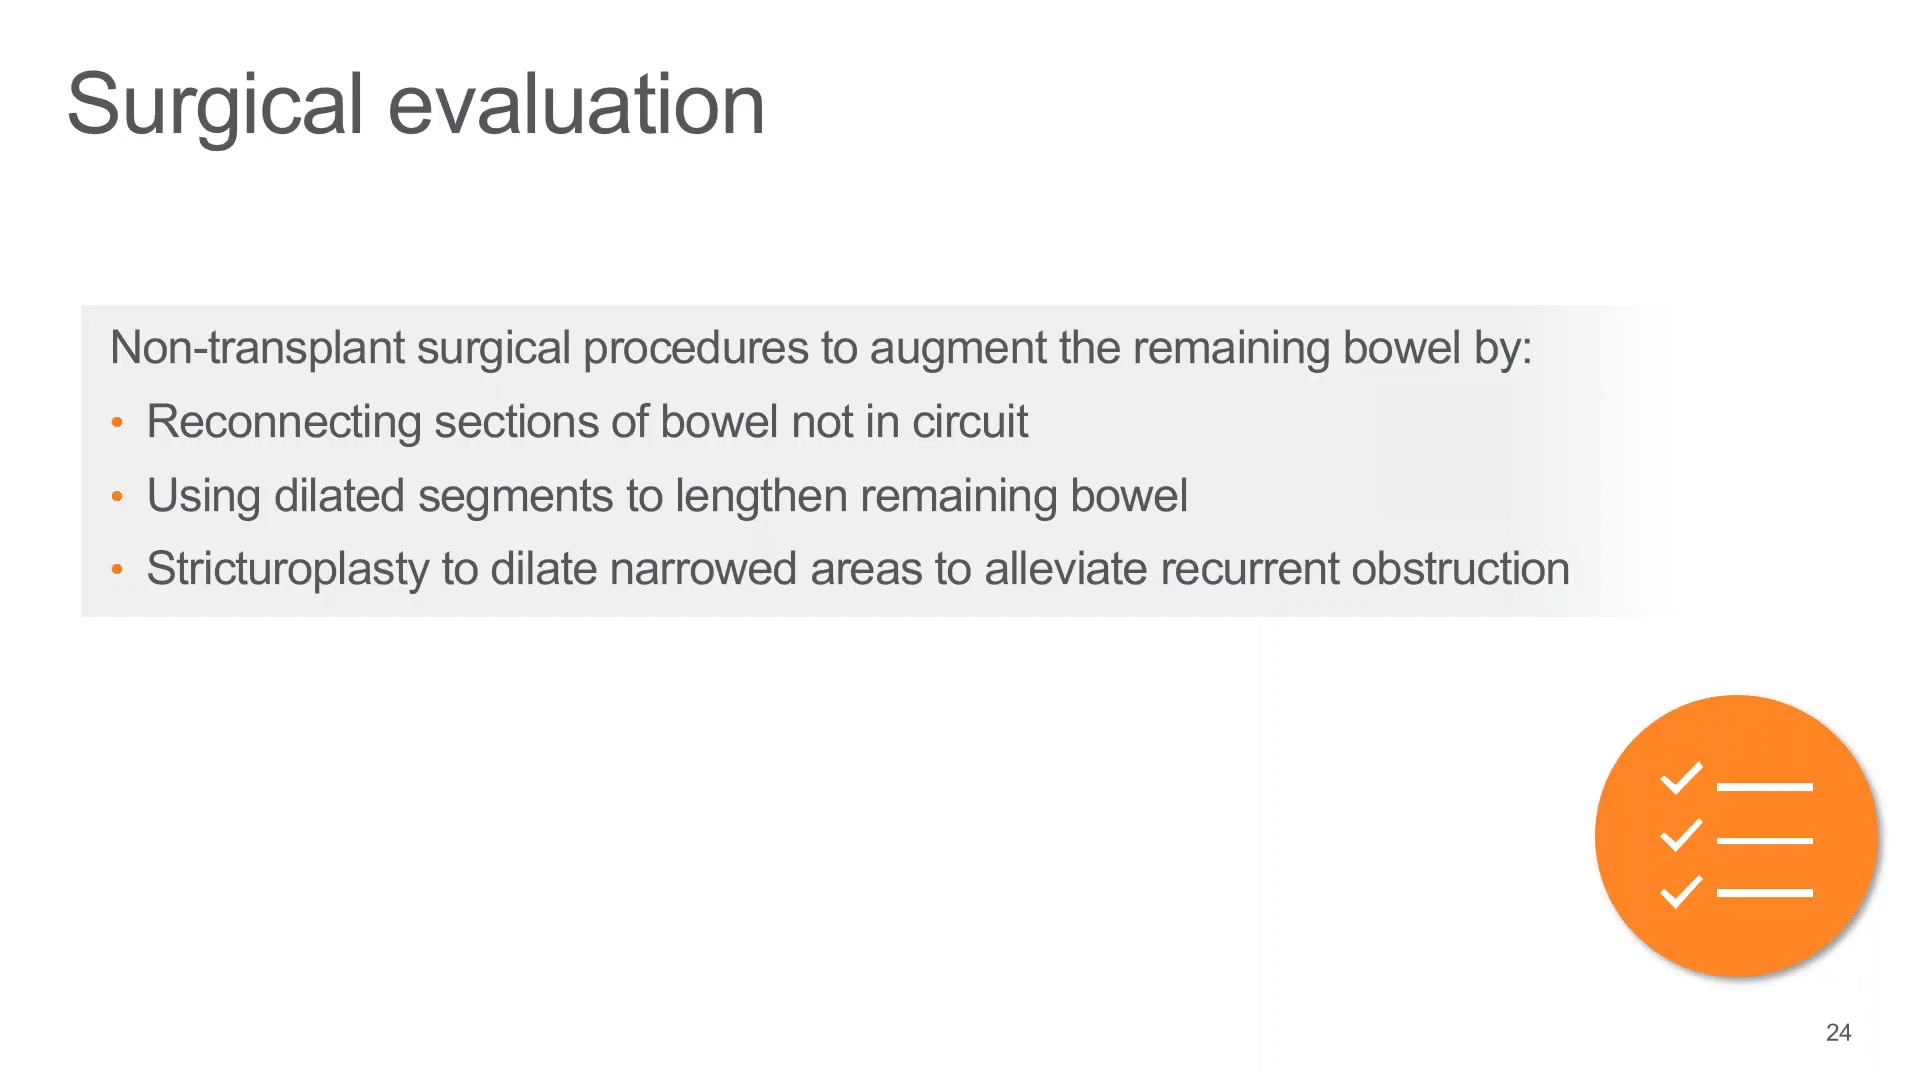 Surgical evaluation
Non-transplant surgical procedures to augment the remaining bowel by:
• Reconnecting sections of bowel not in circuit
• Using dilated segments to lengthen remaining bowel
• Stricturoplasty to dilate narrowed areas to alleviate recurrent obstruction
24